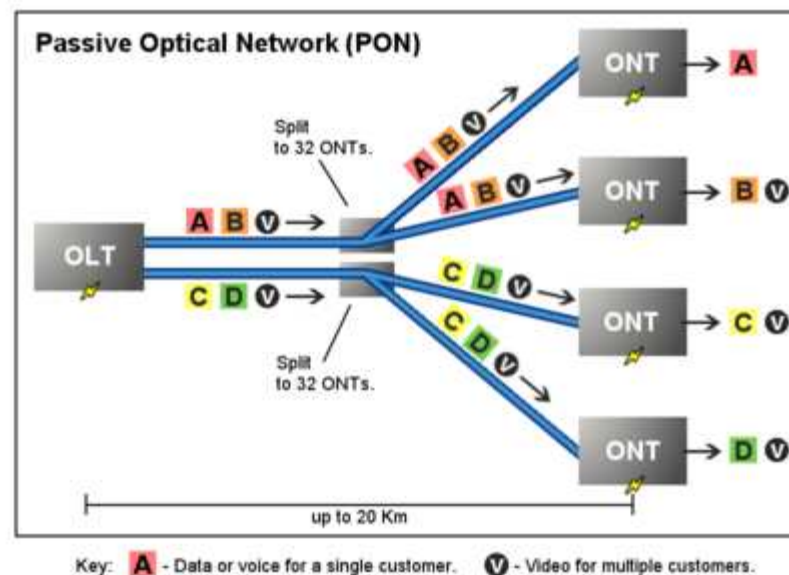 Passive Optical Network (PON)
ONT
A
Split
to 32 ONTs.
A B V
A B V
ONT
B V
A B V
OLT
C D V
C D V
C D V
ONT
C V
Split
to 32 ONTs.
ONT
D V
up to 20 Km
Key: A - Data or voice for a single customer. V - Video for multiple customers.